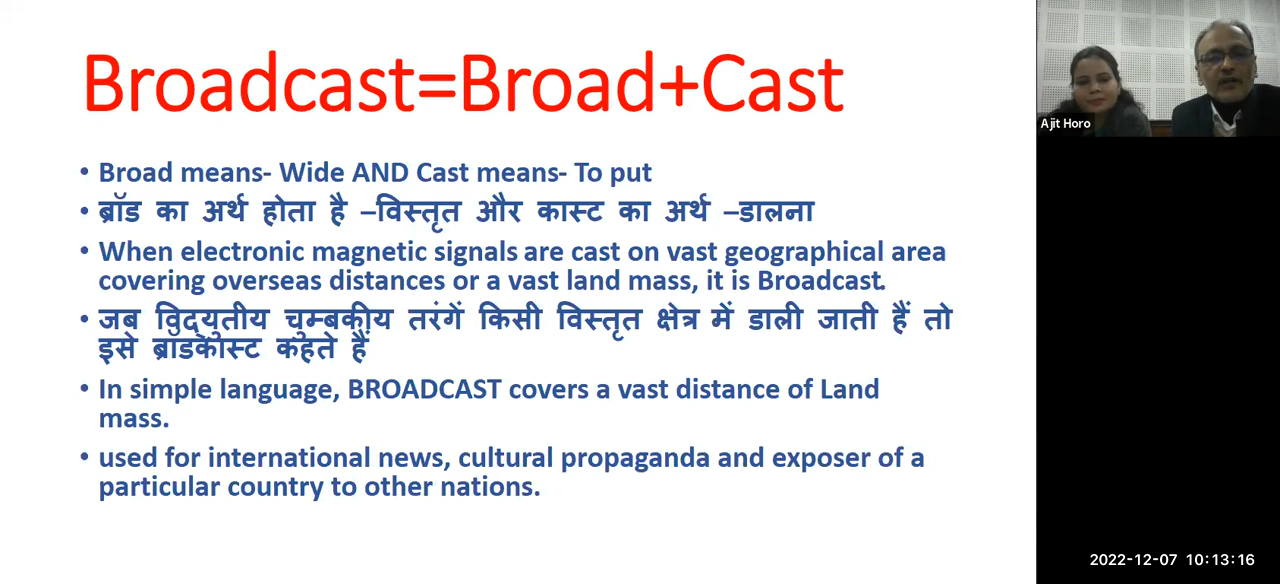 Broadcast=Broad+Cast
• Broad means- Wide AND Cast means- To put
• ब्रॉड का अर्थ होता है –विस्तृत और कास्ट का अर्थ –डालना
• When electronic magnetic signals are cast on vast geographical area
covering overseas distances or a vast land mass, it is Broadcast.
• जब विद्युतीय चुम्बकीय तरंगें किसी विस्तृत क्षेत्र में डाली जाती हैं तो
इसे ब्रॉडकास्ट कहते हैं
• In simple language, BROADCAST covers a vast distance of Land
mass.
• used for international news, cultural propaganda and exposer of a
particular country to other nations.
Ajit Horo
2022-12-07 10:13:16